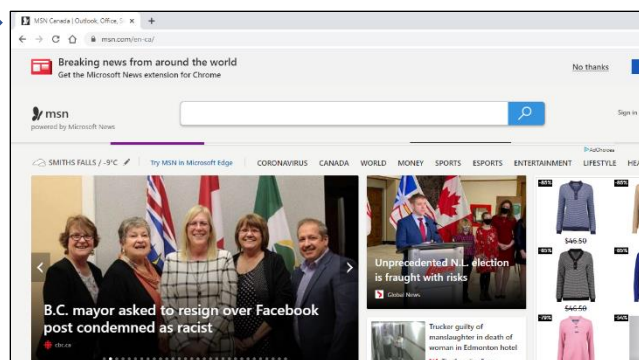 MSN Canada | Outlook, Office, S
msn.com/en-ca/
Breaking news from around the world
Get the Microsoft News extension for Chrome
No thanks
msn
powered by Microsoft News
Sign in
AdChoices
SMITHS FALLS / -9°C
Try MSN in Microsoft Edge
CORONAVIRUS CANADA WORLD MONEY SPORTS ESPORTS ENTERTAINMENT LIFESTYLE HEA
B.C. mayor asked to resign over Facebook
post condemned as racist
cbc.ca
Unprecedented N.L. election
is fraught with risks
Global News
Trucker guilty of
manslaughter in death of
woman in Edmonton hotel
-65%
$46.50
-65%
$46.50
-70%